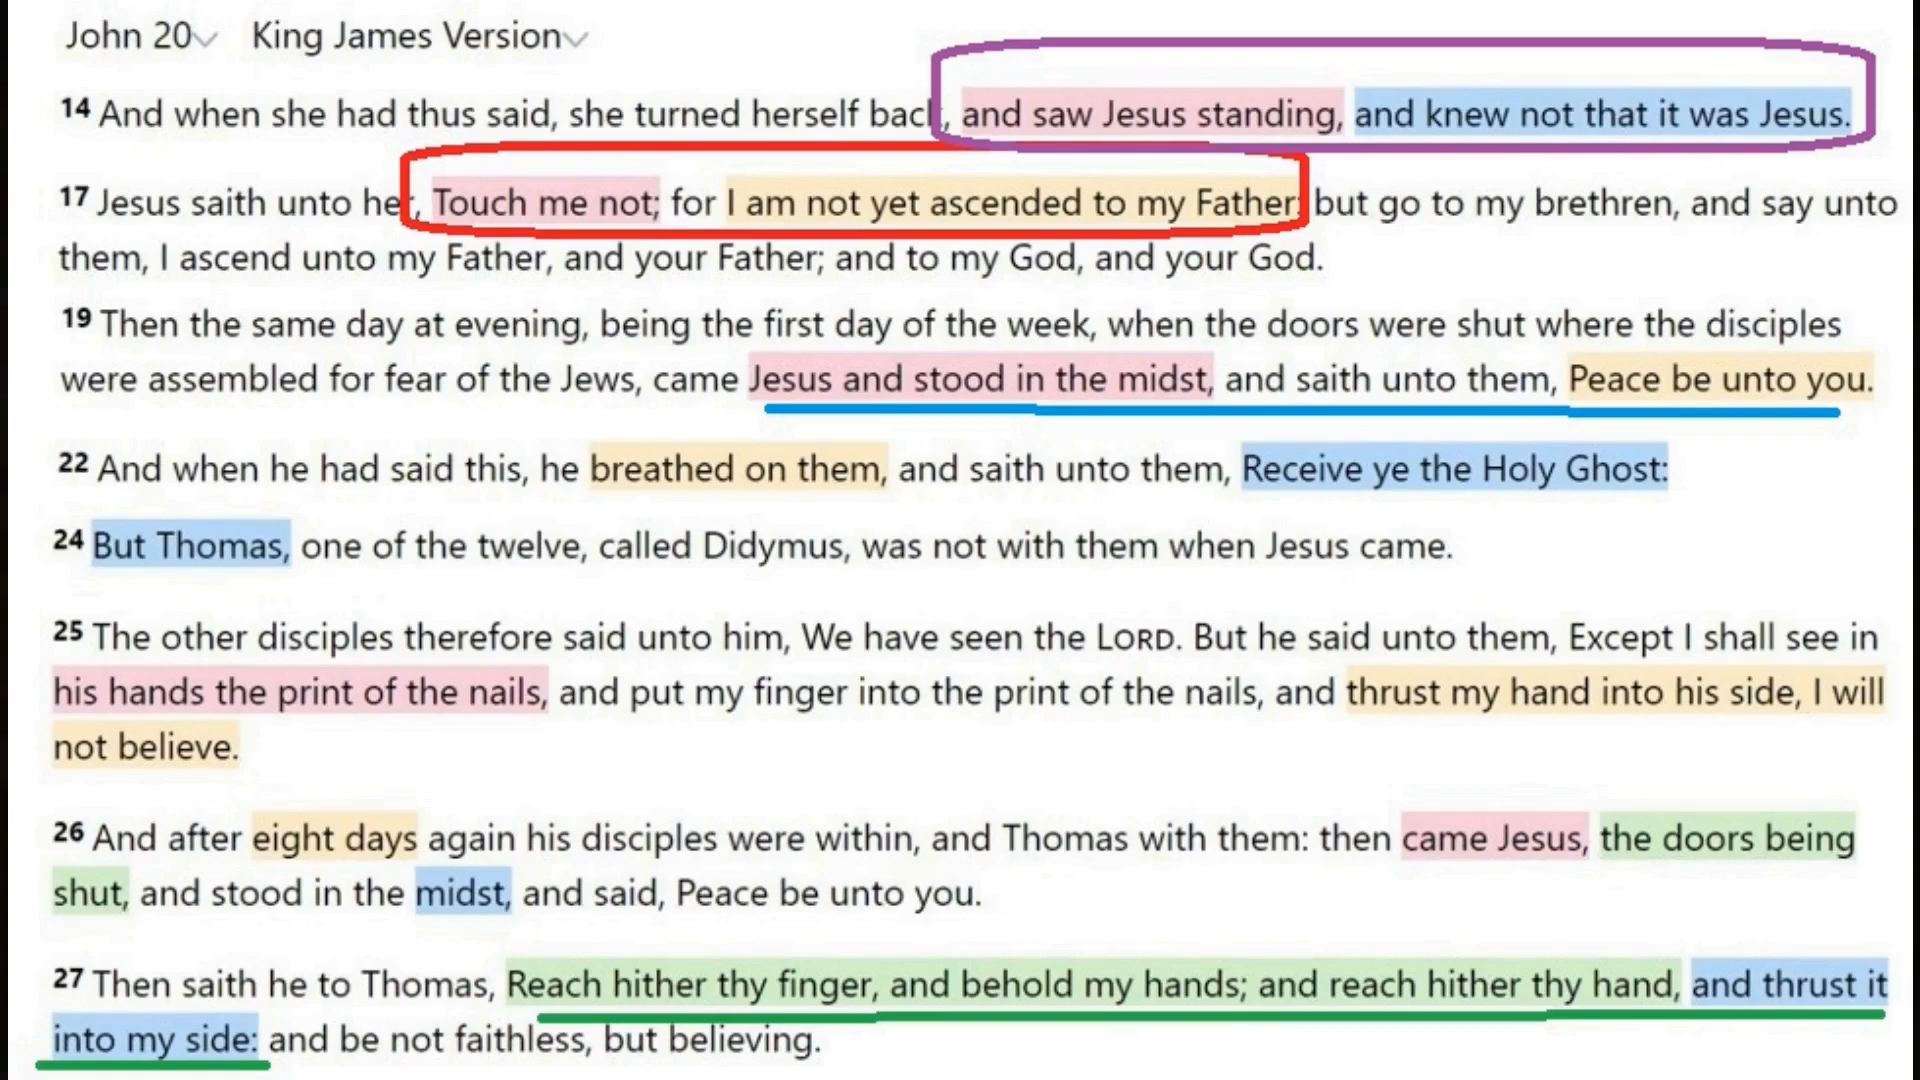 John 20 King James Version
14 And when she had thus said, she turned herself back, and saw Jesus standing, and knew not that it was Jesus.
17 Jesus saith unto her, Touch me not; for I am not yet ascended to my Father: but go to my brethren, and say unto
them, I ascend unto my Father, and your Father; and to my God, and your God.
19 Then the same day at evening, being the first day of the week, when the doors were shut where the disciples
were assembled for fear of the Jews, came Jesus and stood in the midst, and saith unto them, Peace be unto you.
22 And when he had said this, he breathed on them, and saith unto them, Receive ye the Holy Ghost:
24 But Thomas, one of the twelve, called Didymus, was not with them when Jesus came.
25 The other disciples therefore said unto him, We have seen the LORD. But he said unto them, Except I shall see in
his hands the print of the nails, and put my finger into the print of the nails, and thrust my hand into his side, I will
not believe.
26 And after eight days again his disciples were within, and Thomas with them: then came Jesus, the doors being
shut, and stood in the midst, and said, Peace be unto you.
27 Then saith he to Thomas, Reach hither thy finger, and behold my hands; and reach hither thy hand, and thrust it
into my side: and be not faithless, but believing.